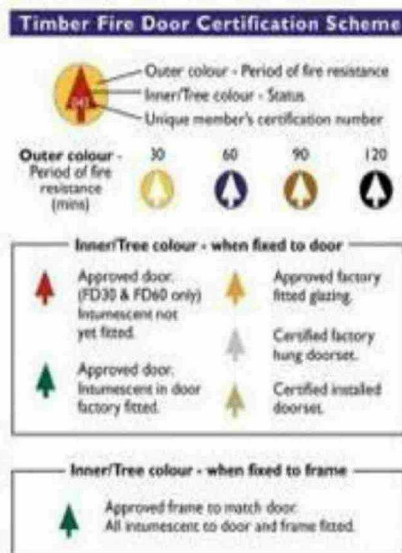 Timber Fire Door Certification Scheme
Outer colour - Period of fire resistance
Inner/Tree colour - Status
Unique member's certification number
Outer colour - 30 60 90 120
Period of fire
resistance
(mins)
Inner/Tree colour - when fixed to door
Approved door.
(FD30 & FD60 only)
Intumescent not
yet fitted.
Approved door.
Intumescent in door
factory fitted.
Approved factory
fitted glazing.
Certified factory
hung doorset.
Certified installed
doorset.
Inner/Tree colour - when fixed to frame
Approved frame to match door.
All intumescent to door and frame fitted.